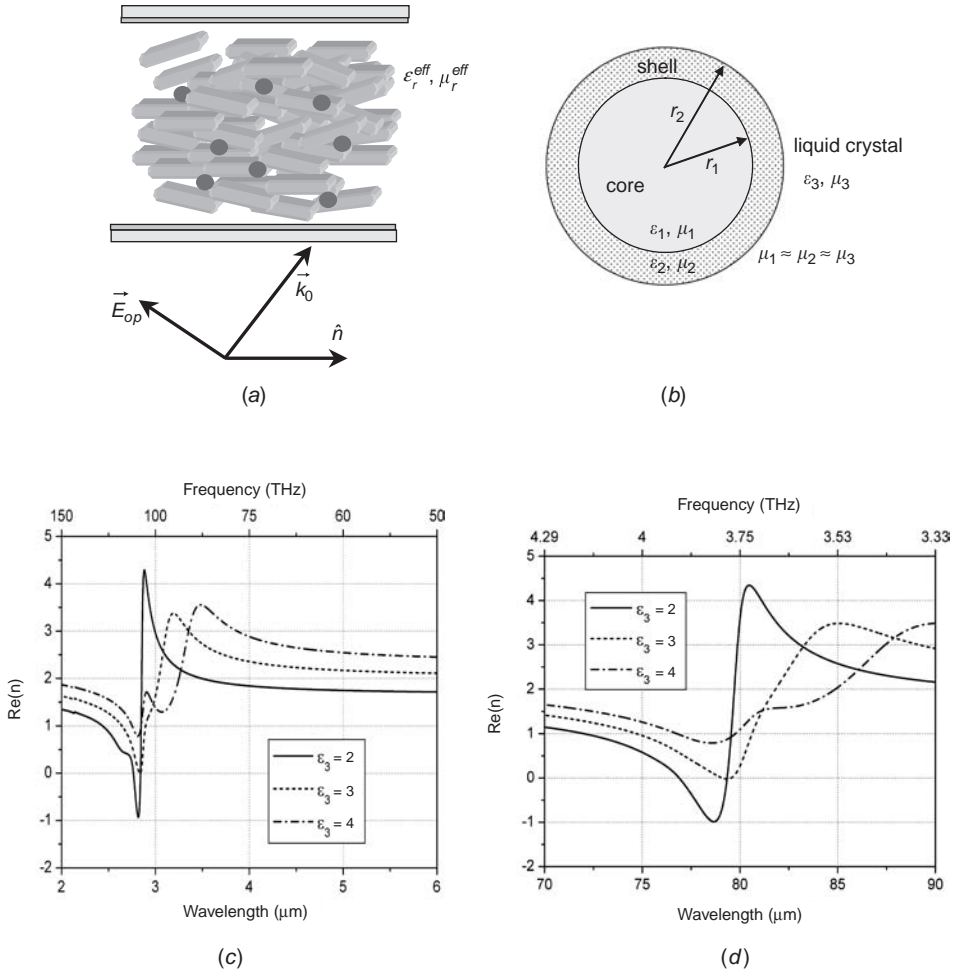 ε_r^eff, μ_r^eff
E_op
k_0
n̂
(a)
shell
r_2
r_1
core
ε_1, μ_1
ε_2, μ_2
liquid crystal
ε_3, μ_3
μ_1 ≈ μ_2 ≈ μ_3
(b)
Frequency (THz)
150 100 75 60 50
5
4
3
2
1
0
-1
-2
Re(n)
ε_3 = 2
ε_3 = 3
ε_3 = 4
2 3 4 5 6
Wavelength (μm)
(c)
Frequency (THz)
4.29 4 3.75 3.53 3.33
5
4
3
2
1
0
-1
-2
Re(n)
ε_3 = 2
ε_3 = 3
ε_3 = 4
70 75 80 85 90
Wavelength (μm)
(d)